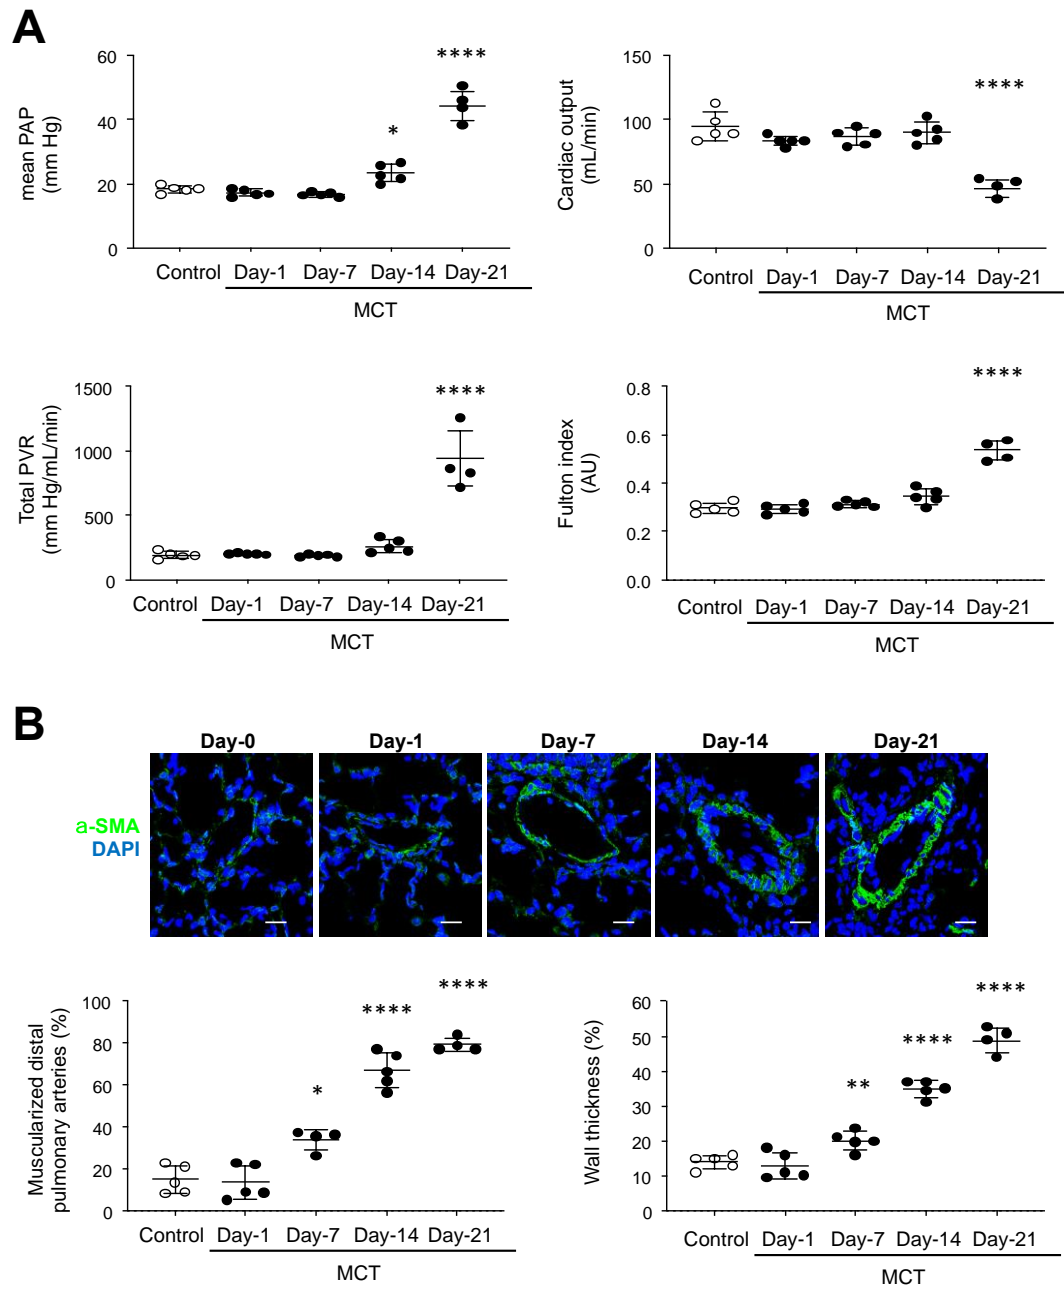 A
mean PAP
(mm Hg)
60
40
20
0
*
****
Control Day-1 Day-7 Day-14 Day-21
MCT
Cardiac output
(mL/min)
150
100
50
0
****
Control Day-1 Day-7 Day-14 Day-21
MCT
Total PVR
(mm Hg/mL/min)
1500
1000
500
0
****
Control Day-1 Day-7 Day-14 Day-21
MCT
Fulton index
(AU)
0.8
0.6
0.4
0.2
0.0
****
Control Day-1 Day-7 Day-14 Day-21
MCT
B
Day-0 Day-1 Day-7 Day-14 Day-21
a-SMA
DAPI
Muscularized distal
pulmonary arteries (%)
100
80
60
40
20
0
*
****
****
Control Day-1 Day-7 Day-14 Day-21
MCT
Wall thickness (%)
60
50
40
30
20
10
0
**
****
****
Control Day-1 Day-7 Day-14 Day-21
MCT